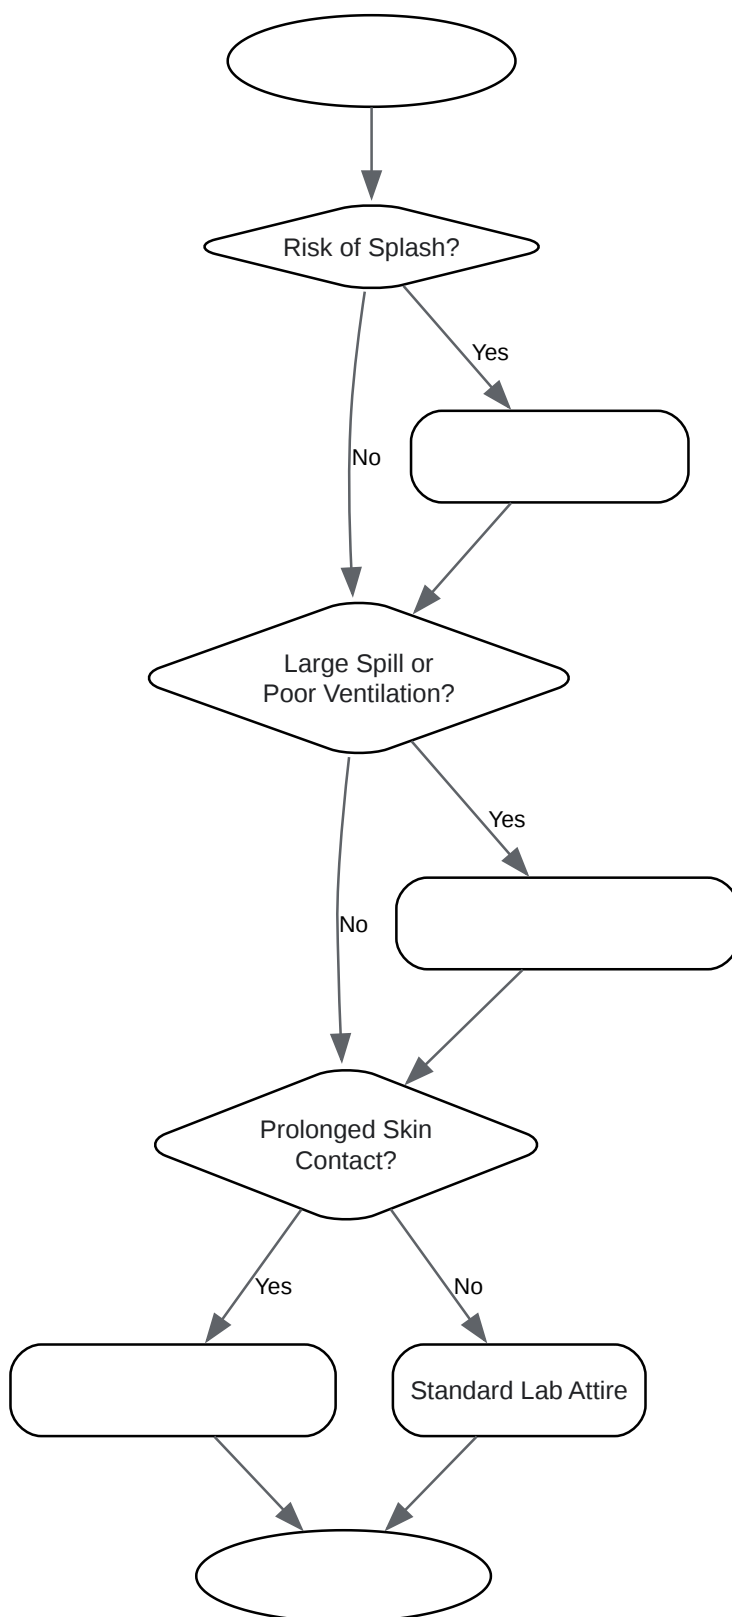 Risk of Splash?
Yes
No
Large Spill or
Poor Ventilation?
Yes
No
Prolonged Skin
Contact?
Yes
No
Standard Lab Attire